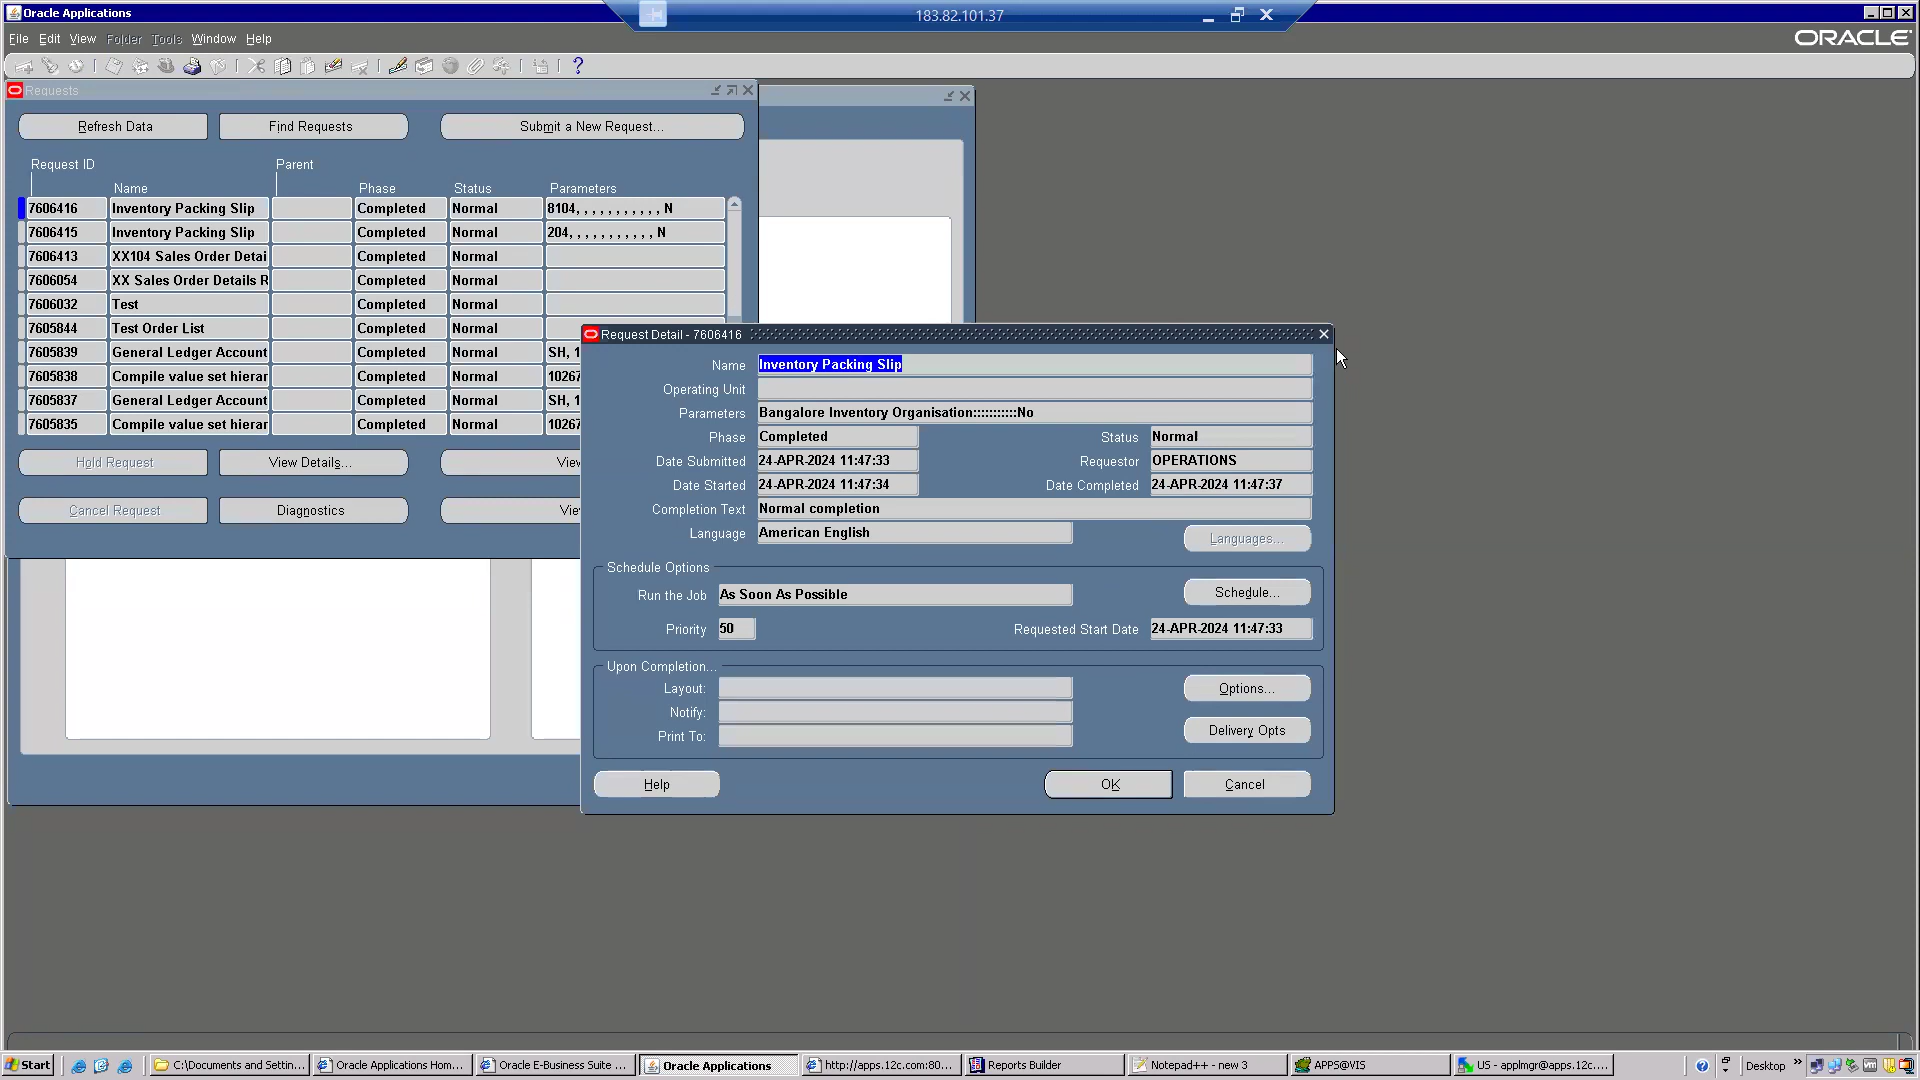 Oracle Applications
183.82.101.37
File Edit View Folder Tools Window Help
ORACLE
Requests
Refresh Data Find Requests Submit a New Request...
Request ID Parent
Name Phase Status Parameters
7606416 Inventory Packing Slip Completed Normal 8104, , , , , , , , , , , N
7606415 Inventory Packing Slip Completed Normal 204, , , , , , , , , , , N
7606413 XX104 Sales Order Detai Completed Normal
7606054 XX Sales Order Details R Completed Normal
7606032 Test Completed Normal
7605844 Test Order List Completed Normal
7605839 General Ledger Account Completed Normal SH, 1
7605838 Compile value set hierar Completed Normal 10267
7605837 General Ledger Account Completed Normal SH, 1
7605835 Compile value set hierar Completed Normal 10267
Hold Request View Details... View
Cancel Request Diagnostics Vie
Request Detail - 7606416
Name Inventory Packing Slip
Operating Unit
Parameters Bangalore Inventory Organisation:::::::::::No
Phase Completed Status Normal
Date Submitted 24-APR-2024 11:47:33 Requestor OPERATIONS
Date Started 24-APR-2024 11:47:34 Date Completed 24-APR-2024 11:47:37
Completion Text Normal completion
Language American English Languages...
Schedule Options
Run the Job As Soon As Possible Schedule...
Priority 50 Requested Start Date 24-APR-2024 11:47:33
Upon Completion...
Layout: Options...
Notify:
Print To: Delivery Opts
Help OK Cancel
Start C:\Documents and Settin... Oracle Applications Hom... Oracle E-Business Suite ... Oracle Applications http://apps.12c.com:80... Reports Builder Notepad++ - new 3 APPS@VIS US - applmgr@apps.12c.... Desktop